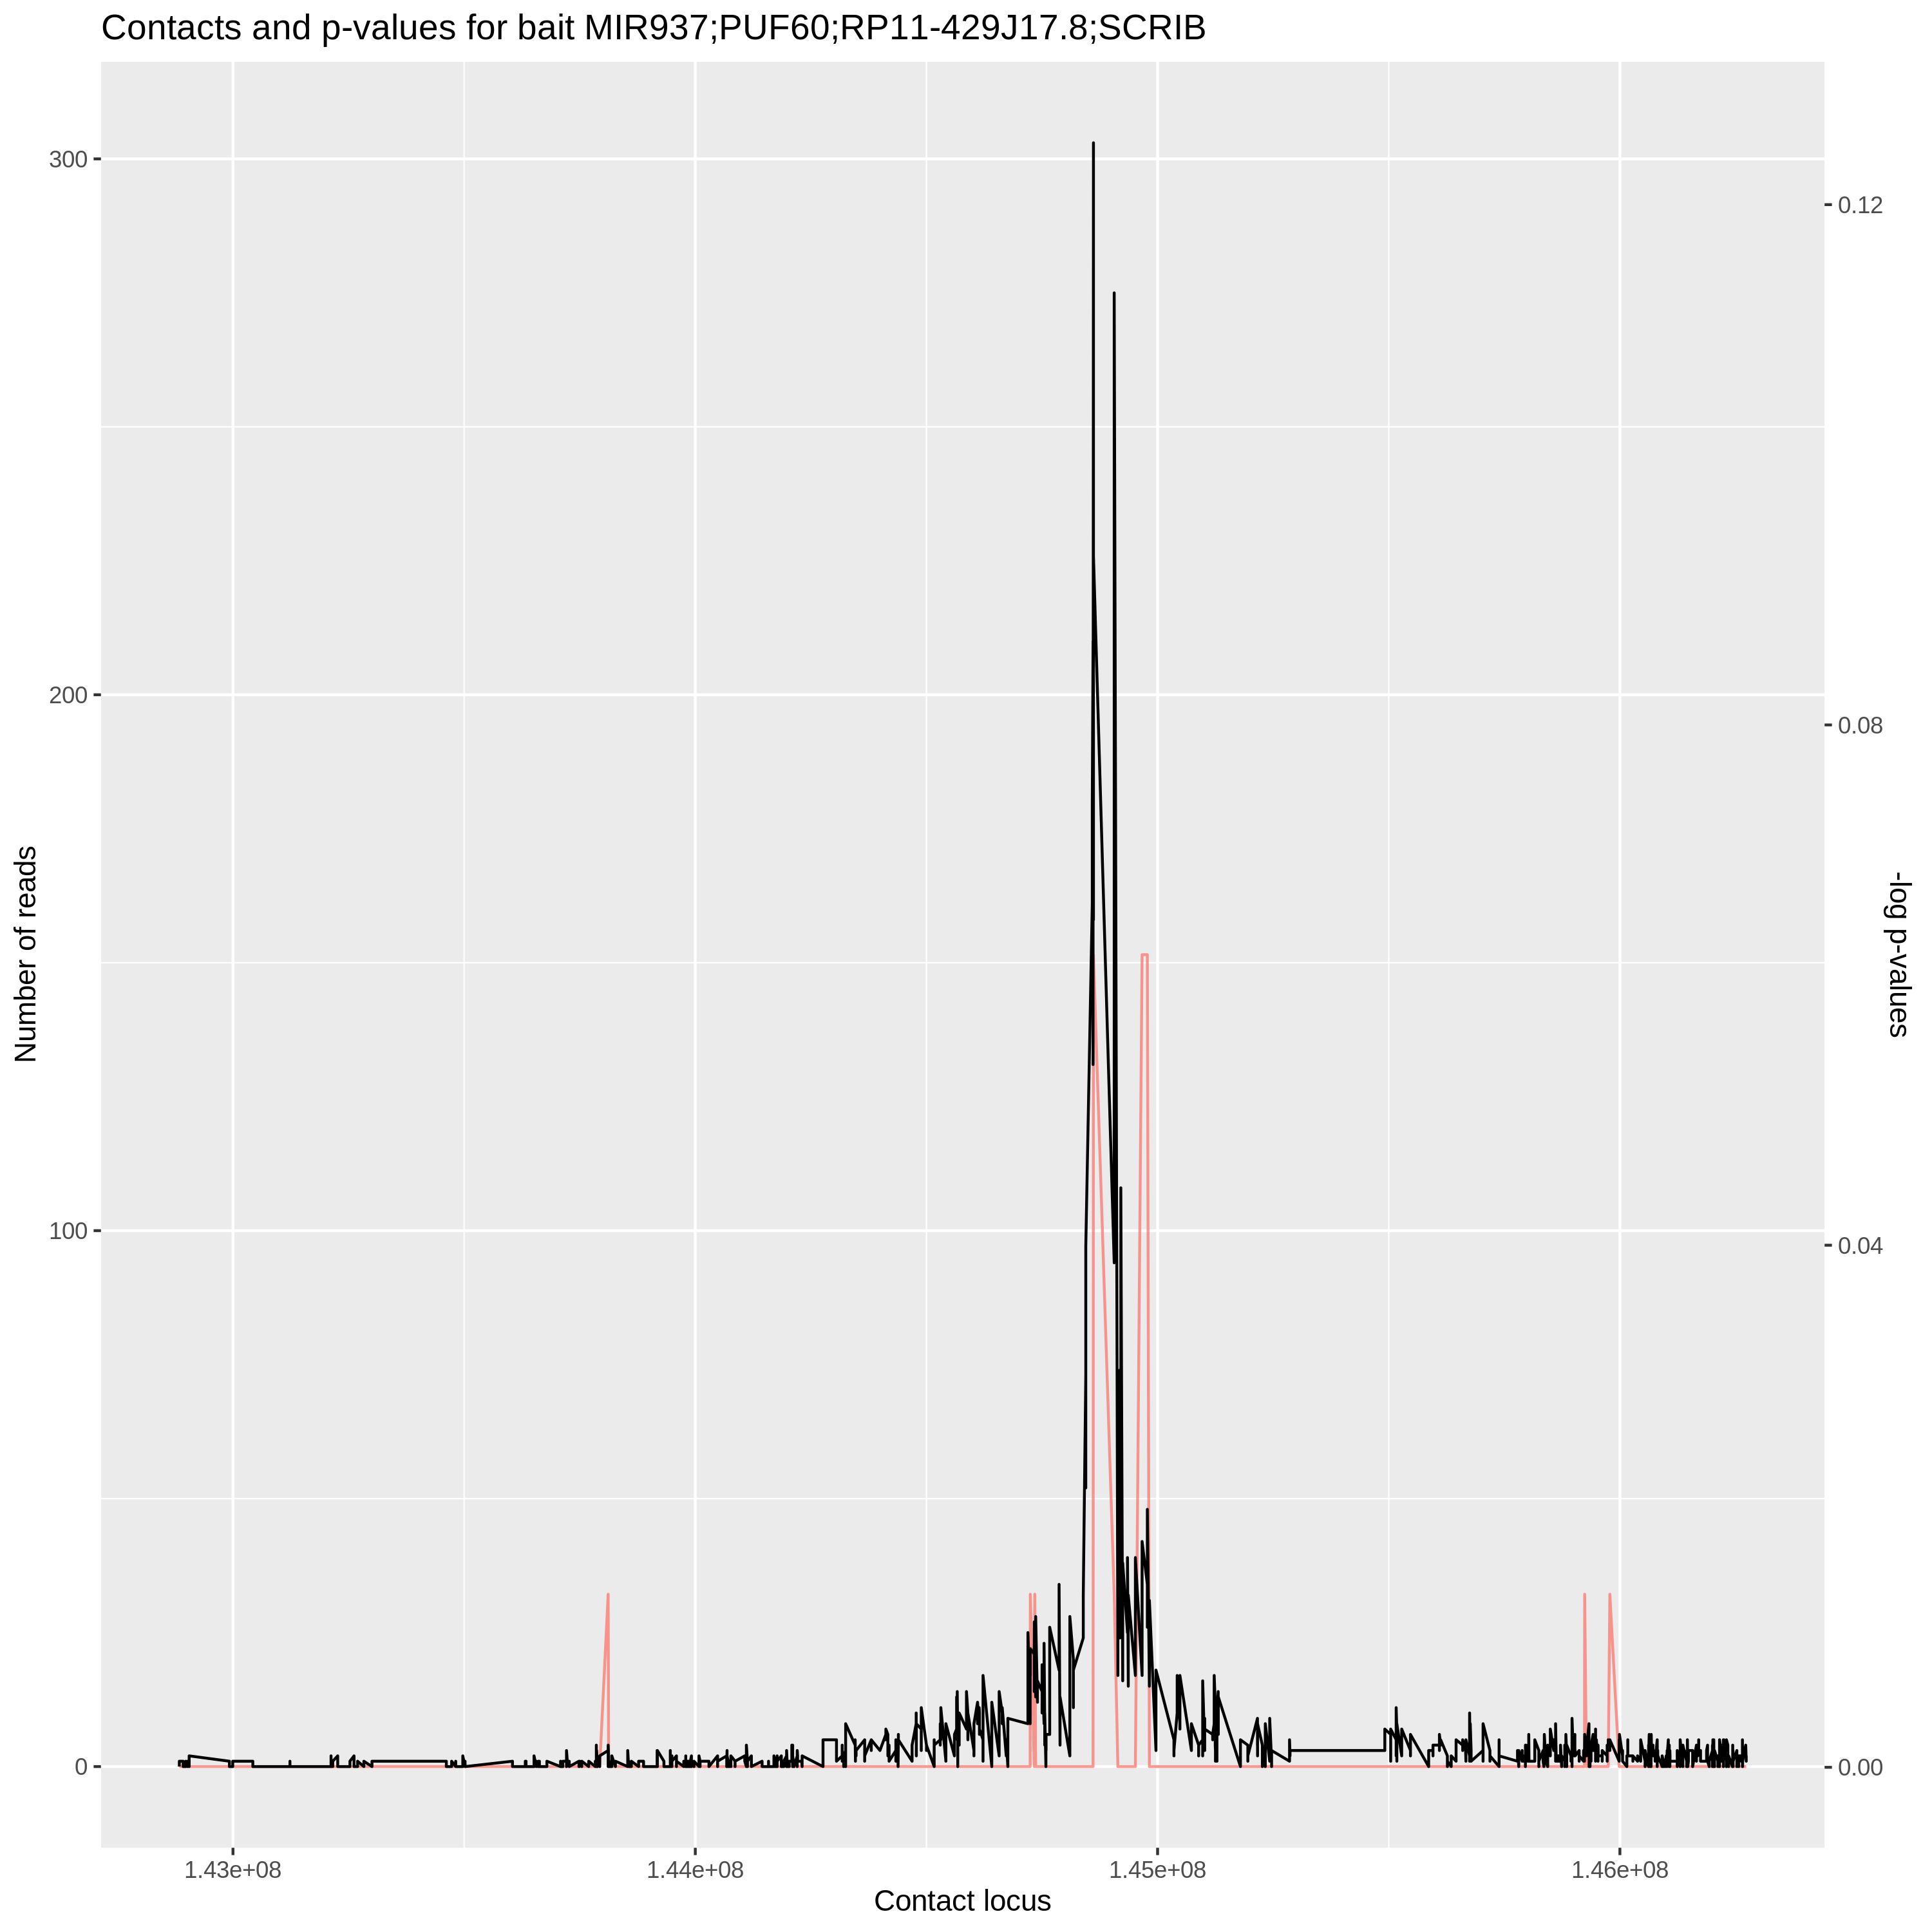 Contacts and p-values for bait MIR937;PUF60;RP11-429J17.8;SCRIB
300
200
100
0
Number of reads
0.12
0.08
0.04
0.00
-log p-values
1.43e+08
1.44e+08
1.45e+08
1.46e+08
Contact locus